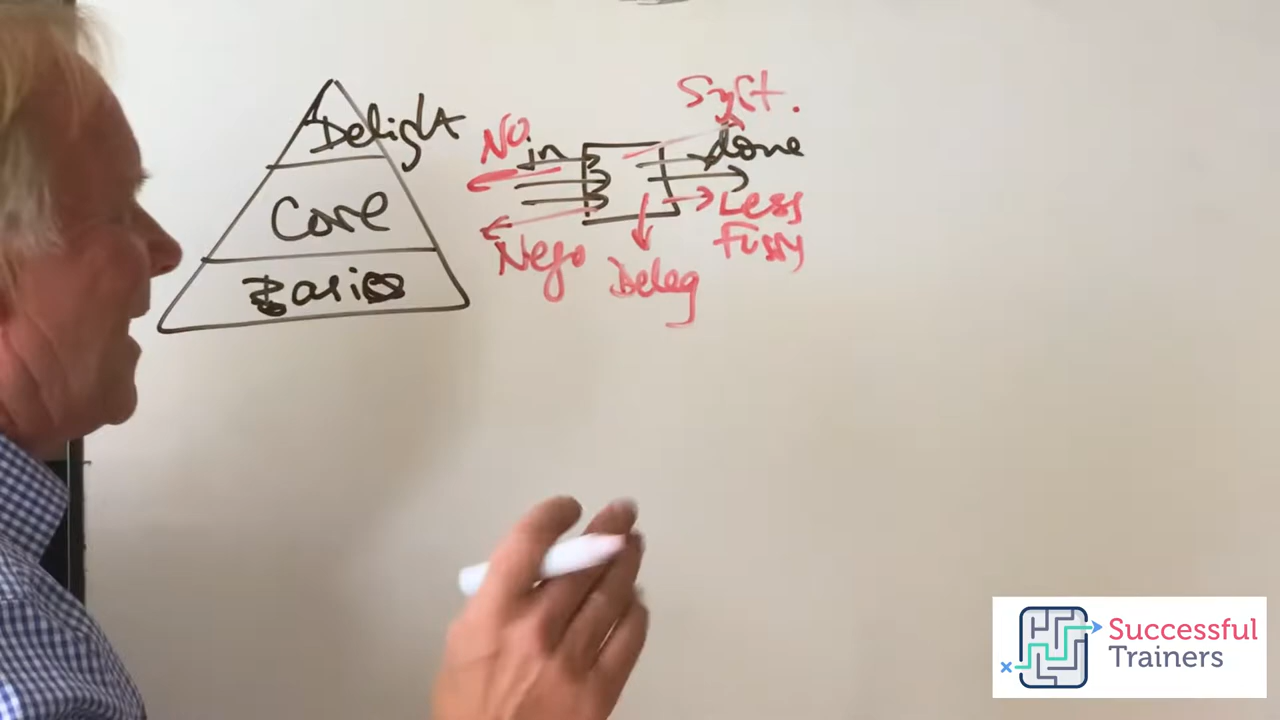 Delight
Core
Basics
NO
in
Nego
Deleg
Syst.
done
Less
Fussy
Successful
Trainers